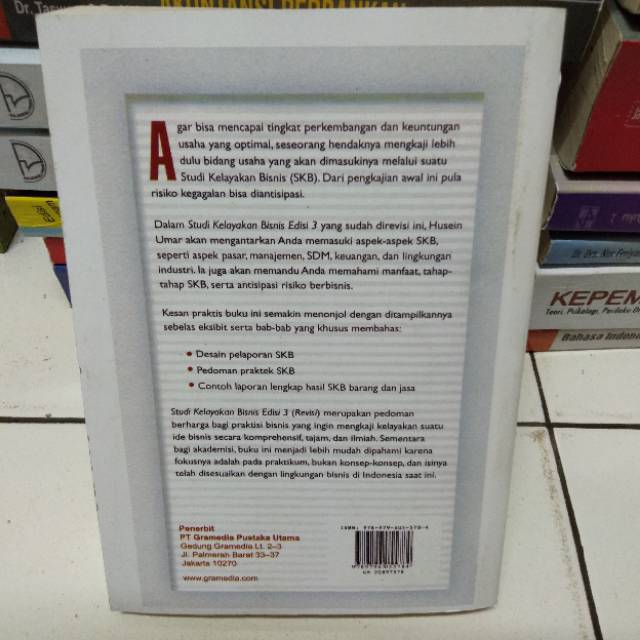 Dr. Taswan
AKUNTANSI PERBANKAN
Agar bisa mencapai tingkat perkembangan dan keuntungan
usaha yang optimal, seseorang hendaknya mengkaji lebih
dulu bidang usaha yang akan dimasukinya melalui suatu
Studi Kelayakan Bisnis (SKB). Dari pengkajian awal ini pula
risiko kegagalan bisa diantisipasi.
Dalam Studi Kelayakan Bisnis Edisi 3 yang sudah direvisi ini, Husein
Umar akan mengantarkan Anda memasuki aspek-aspek SKB,
seperti aspek pasar, manajemen, SDM, keuangan, dan lingkungan
industri. Ia juga akan memandu Anda memahami manfaat, tahap-
tahap SKB, serta antisipasi risiko berbisnis.
Kesan praktis buku ini semakin menonjol dengan ditampilkannya
sebelas eksibit serta bab-bab yang khusus membahas:
• Desain pelaporan SKB
• Pedoman praktek SKB
• Contoh laporan lengkap hasil SKB barang dan jasa
Studi Kelayakan Bisnis Edisi 3 (Revisi) merupakan pedoman
berharga bagi praktisi bisnis yang ingin mengkaji kelayakan suatu
ide bisnis secara komprehensif, tajam, dan ilmiah. Sementara
bagi akademisi, buku ini menjadi lebih mudah dipahami karena
fokusnya adalah pada praktikum, bukan konsep-konsep, dan isinya
telah disesuaikan dengan lingkungan bisnis di Indonesia saat ini.
Penerbit
PT Gramedia Pustaka Utama
Gedung Gramedia Lt. 2-3
Jl. Palmerah Barat 33-37
Jakarta 10270
www.gramedia.com
KEPEM
Bahasa Indone